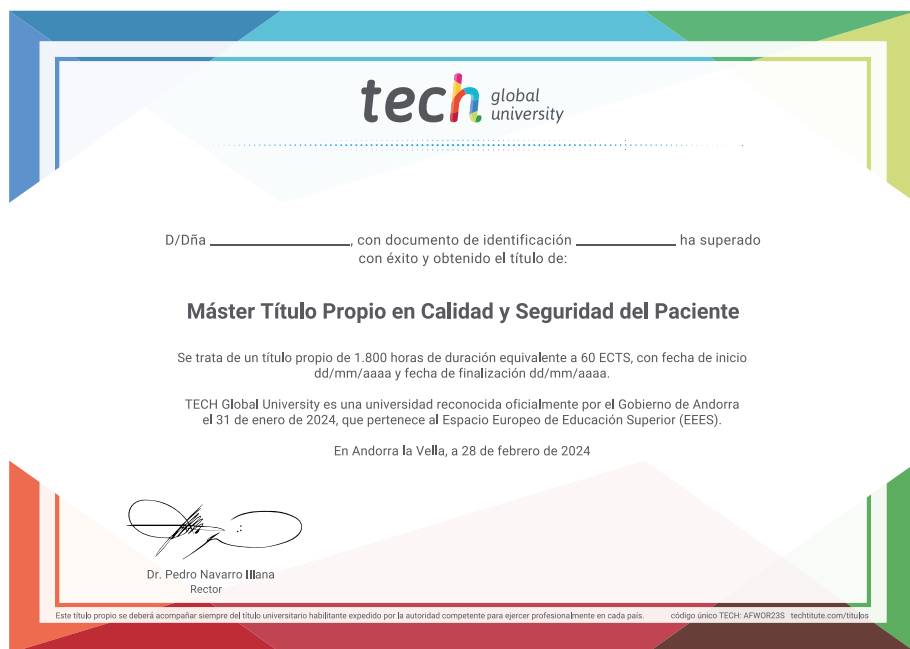 tech global university
D/Dña ____________, con documento de identificación ____________ ha superado
con éxito y obtenido el título de:
Máster Título Propio en Calidad y Seguridad del Paciente
Se trata de un título propio de 1.800 horas de duración equivalente a 60 ECTS, con fecha de inicio
dd/mm/aaaa y fecha de finalización dd/mm/aaaa.
TECH Global University es una universidad reconocida oficialmente por el Gobierno de Andorra
el 31 de enero de 2024, que pertenece al Espacio Europeo de Educación Superior (EEES).
En Andorra la Vella, a 28 de febrero de 2024
Dr. Pedro Navarro Illana
Rector
Este título propio se deberá acompañar siempre del título universitario habilitante expedido por la autoridad competente para ejercer profesionalmente en cada país. código único TECH: AFWOR23S techtitute.com/titulos